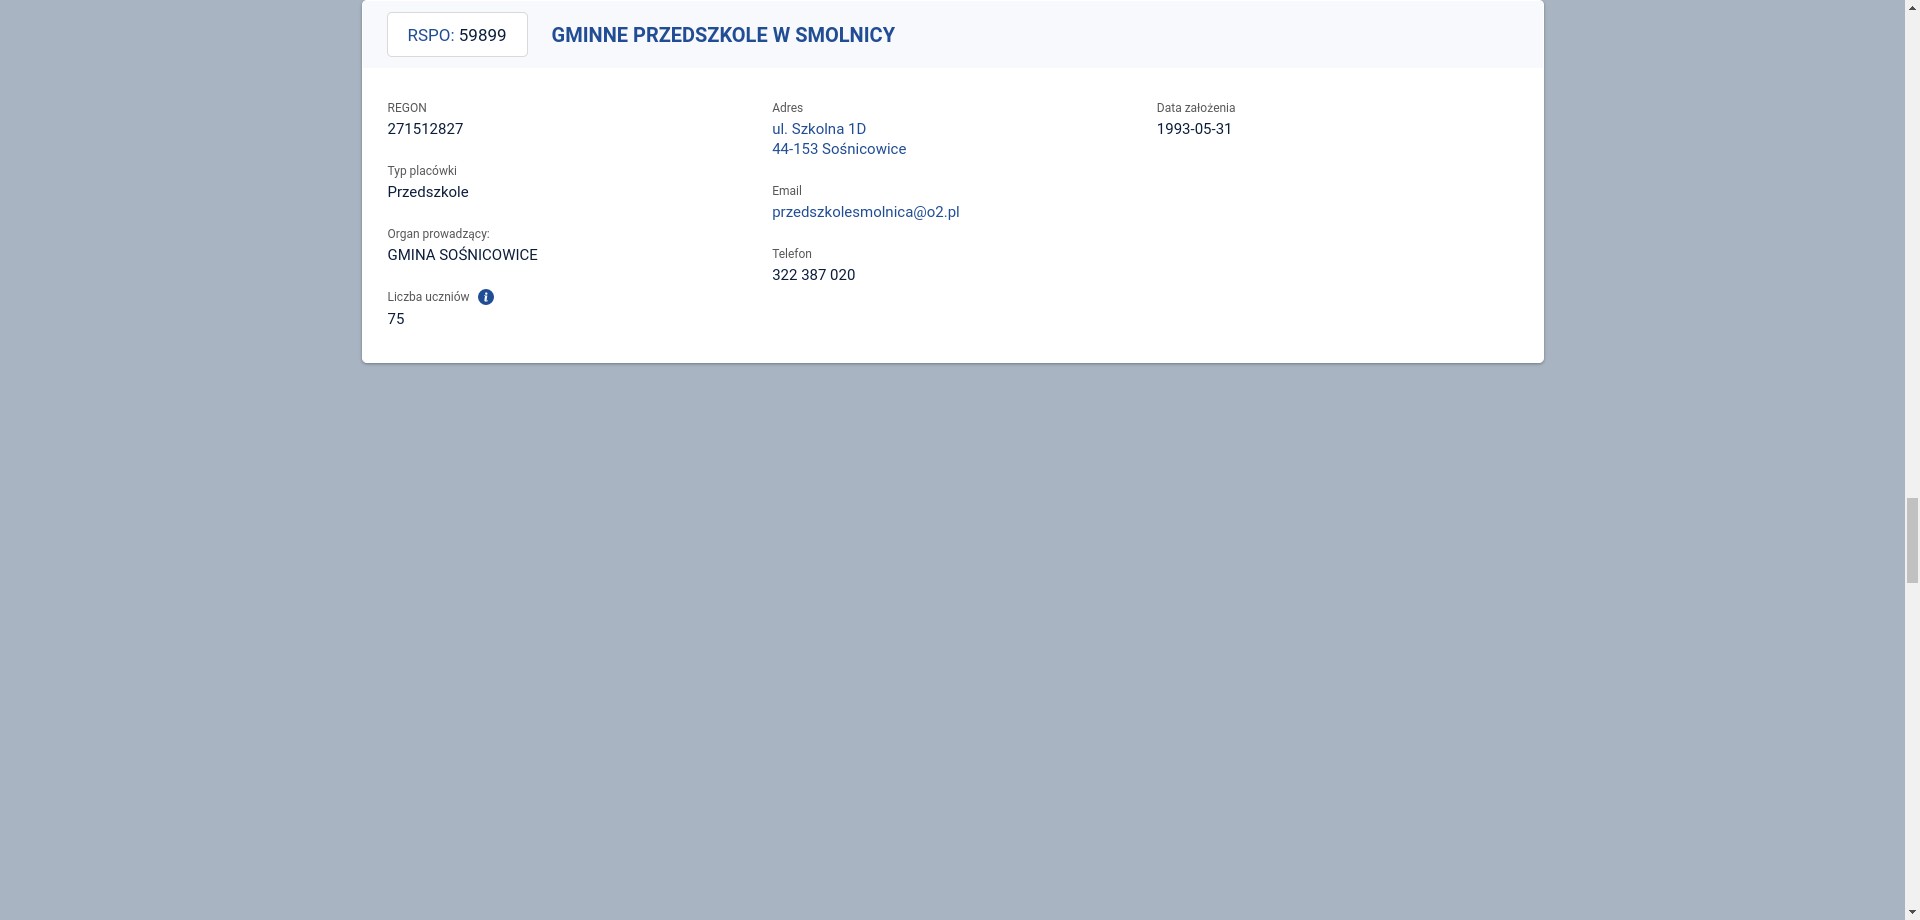 RSPO: 59899
GMINNE PRZEDSZKOLE W SMOLNICY
REGON
271512827
Typ placówki
Przedszkole
Organ prowadzący:
GMINA SOŚNICOWICE
Liczba uczniów
75
Adres
ul. Szkolna 1D
44-153 Sośnicowice
Email
przedszkolesmolnica@o2.pl
Telefon
322 387 020
Data założenia
1993-05-31